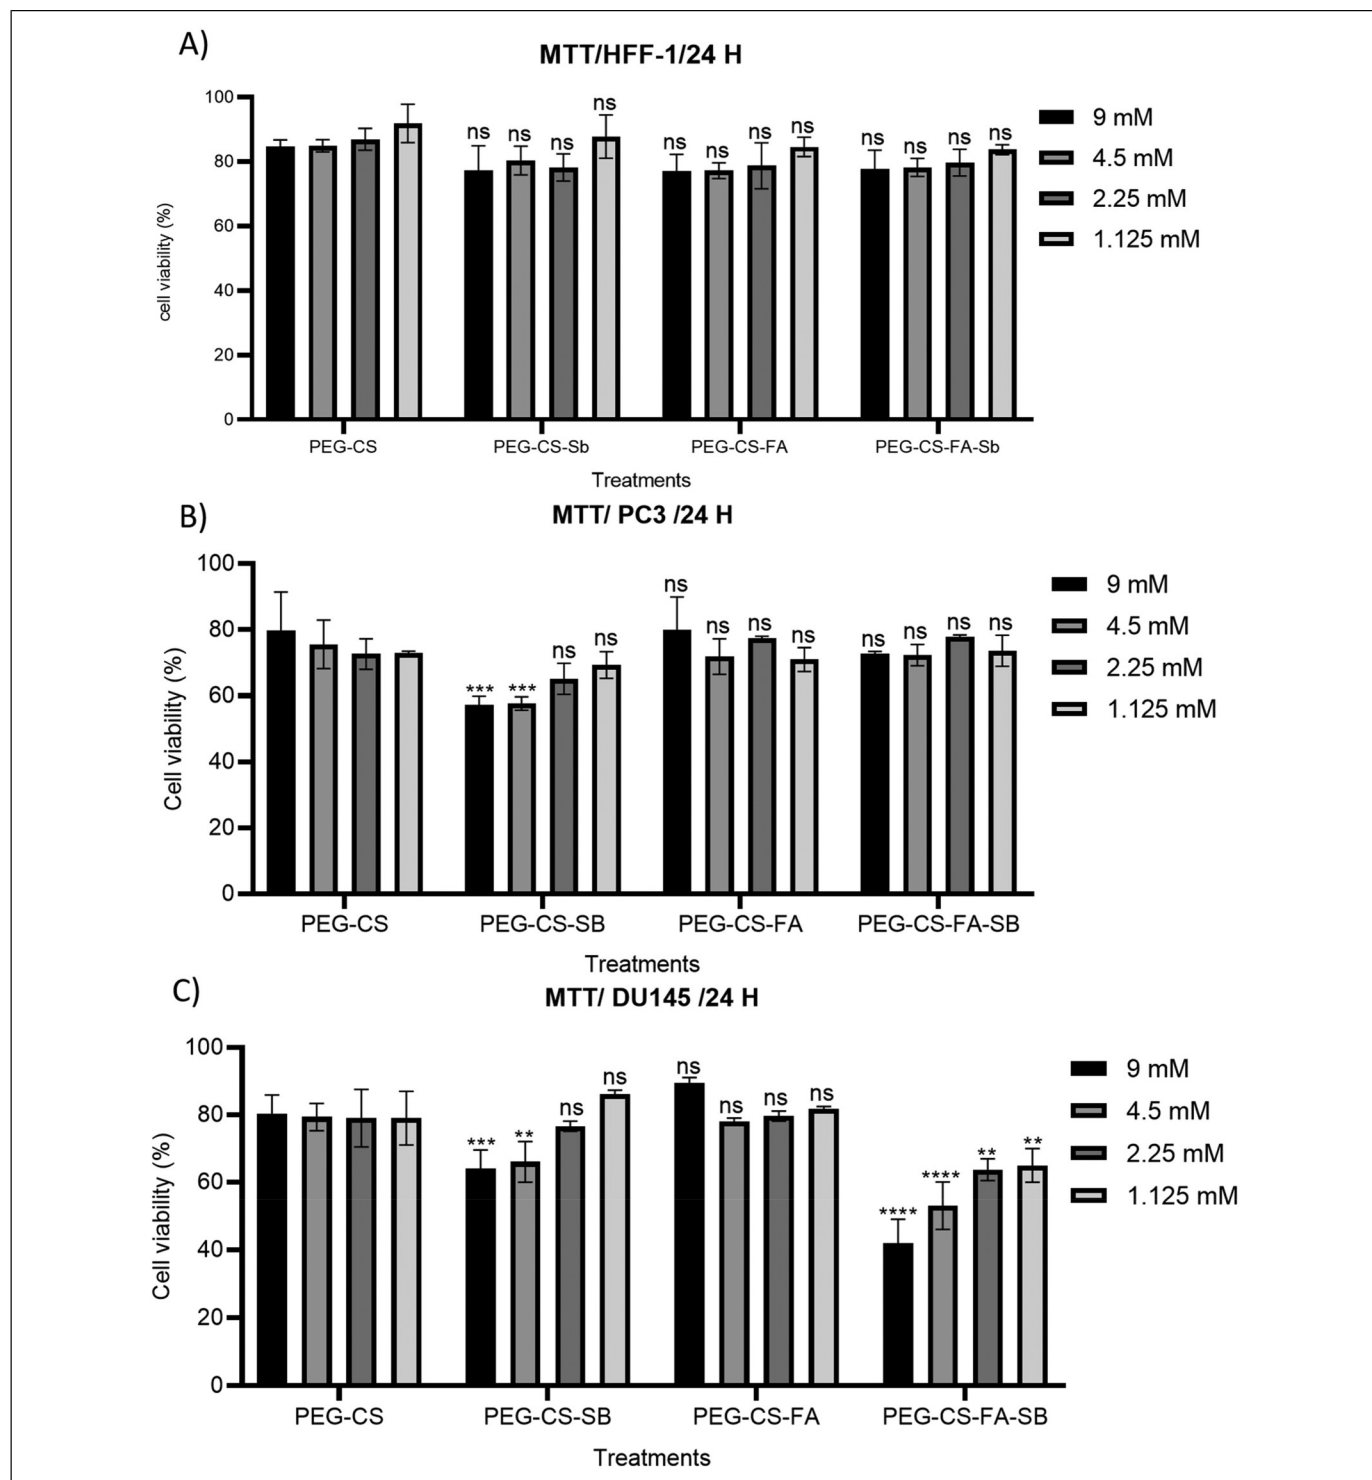 A)
MTT/HFF-1/24 H
100
80
60
40
20
0
cell viability (%)
ns ns ns ns ns ns ns ns ns ns ns ns
9 mM
4.5 mM
2.25 mM
1.125 mM
PEG-CS PEG-CS-Sb PEG-CS-FA PEG-CS-FA-Sb
Treatments
B)
MTT/ PC3 /24 H
100
80
60
40
20
0
Cell viability (%)
*** *** ns ns ns ns ns ns ns ns ns ns
9 mM
4.5 mM
2.25 mM
1.125 mM
PEG-CS PEG-CS-SB PEG-CS-FA PEG-CS-FA-SB
Treatments
C)
MTT/ DU145 /24 H
100
80
60
40
20
0
Cell viability (%)
*** ** ns ns ns ns ns ns **** **** ** **
9 mM
4.5 mM
2.25 mM
1.125 mM
PEG-CS PEG-CS-SB PEG-CS-FA PEG-CS-FA-SB
Treatments